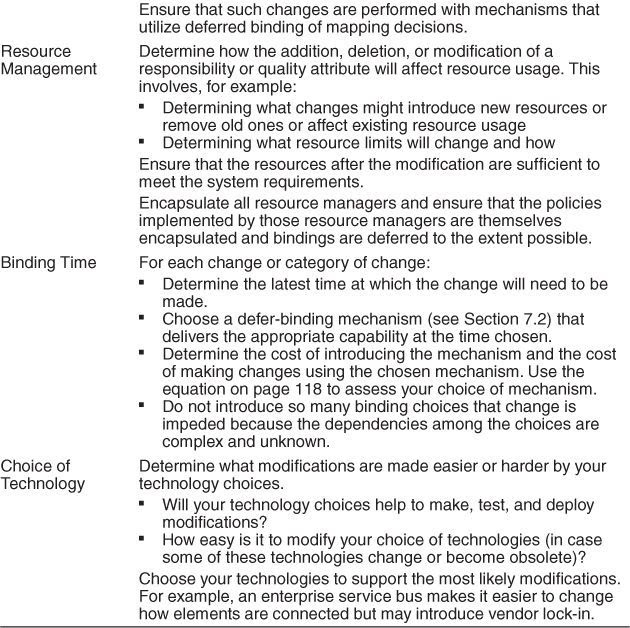 Ensure that such changes are performed with mechanisms that
utilize deferred binding of mapping decisions.
Resource
Management
Determine how the addition, deletion, or modification of a
responsibility or quality attribute will affect resource usage. This
involves, for example:
▪ Determining what changes might introduce new resources or
remove old ones or affect existing resource usage
▪ Determining what resource limits will change and how
Ensure that the resources after the modification are sufficient to
meet the system requirements.
Encapsulate all resource managers and ensure that the policies
implemented by those resource managers are themselves
encapsulated and bindings are deferred to the extent possible.
Binding Time
For each change or category of change:
▪ Determine the latest time at which the change will need to be
made.
▪ Choose a defer-binding mechanism (see Section 7.2) that
delivers the appropriate capability at the time chosen.
▪ Determine the cost of introducing the mechanism and the cost
of making changes using the chosen mechanism. Use the
equation on page 118 to assess your choice of mechanism.
▪ Do not introduce so many binding choices that change is
impeded because the dependencies among the choices are
complex and unknown.
Choice of
Technology
Determine what modifications are made easier or harder by your
technology choices.
▪ Will your technology choices help to make, test, and deploy
modifications?
▪ How easy is it to modify your choice of technologies (in case
some of these technologies change or become obsolete)?
Choose your technologies to support the most likely modifications.
For example, an enterprise service bus makes it easier to change
how elements are connected but may introduce vendor lock-in.